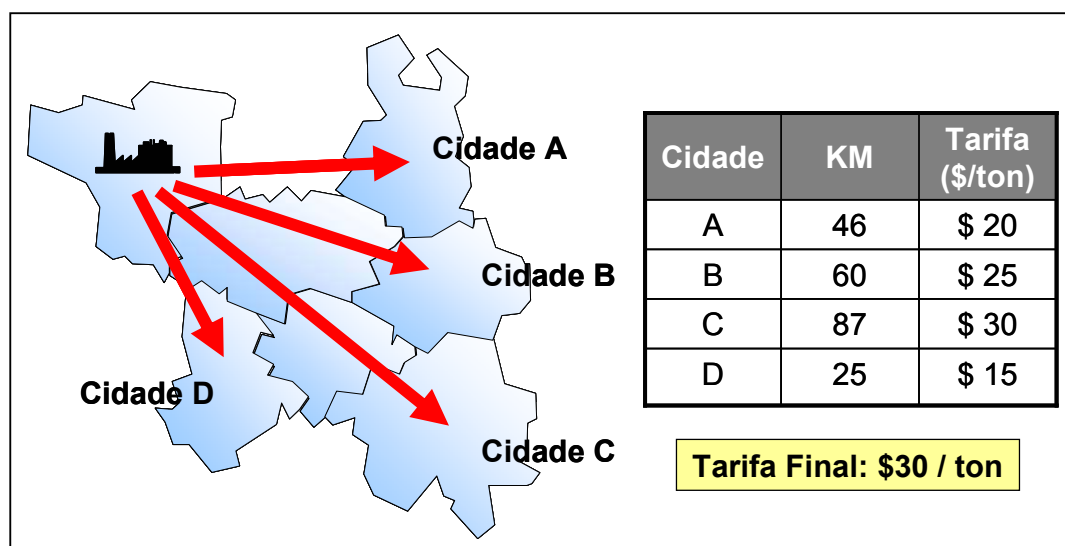 Cidade A
Cidade B
Cidade D
Cidade C
Cidade KM Tarifa ($/ton)
A 46 $ 20
B 60 $ 25
C 87 $ 30
D 25 $ 15
Tarifa Final: $30 / ton